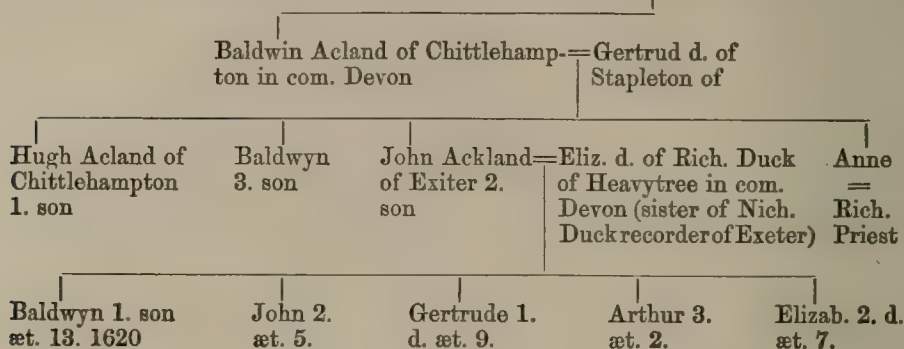 Baldwin Acland of Chittlehamp-=Gertrud d. of
ton in com. Devon Stapleton of
Hugh Acland of
Chittlehampton
1. son
Baldwyn
3. son
John Ackland=Eliz. d. of Rich. Duck
of Exiter 2. of Heavytree in com.
son Devon (sister of Nich.
Duck recorder of Exeter)
Anne
=
Rich.
Priest
Baldwyn 1. son
æt. 13. 1620
John 2.
æt. 5.
Gertrude 1.
d. æt. 9.
Arthur 3.
æt. 2.
Elizab. 2. d.
æt. 7.